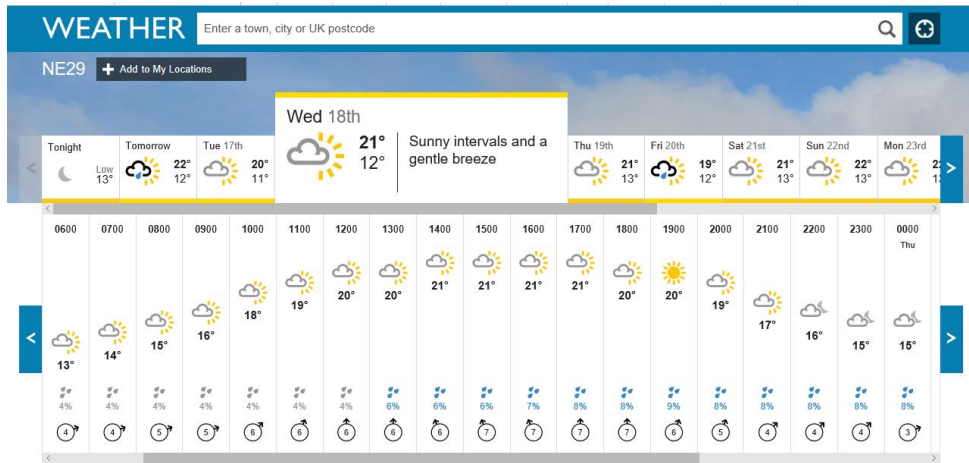 WEATHER
Enter a town, city or UK postcode
NE29
+ Add to My Locations
Tonight
Low
13°
Tomorrow
22°
12°
Tue 17th
20°
11°
Wed 18th
21°
12°
Sunny intervals and a
gentle breeze
Thu 19th
21°
13°
Fri 20th
19°
12°
Sat 21st
21°
13°
Sun 22nd
22°
13°
Mon 23rd
0600 0700 0800 0900 1000 1100 1200 1300 1400 1500 1600 1700 1800 1900 2000 2100 2200 2300 0000
Thu
13° 14° 15° 16° 18° 19° 20° 20° 21° 21° 21° 21° 20° 20° 19° 17° 16° 15° 15°
4% 4% 4% 4% 4% 4% 4% 6% 6% 6% 7% 8% 8% 9% 8% 8% 8% 8% 8%
4 4 5 5 6 6 6 6 6 7 7 7 7 6 5 4 4 4 3